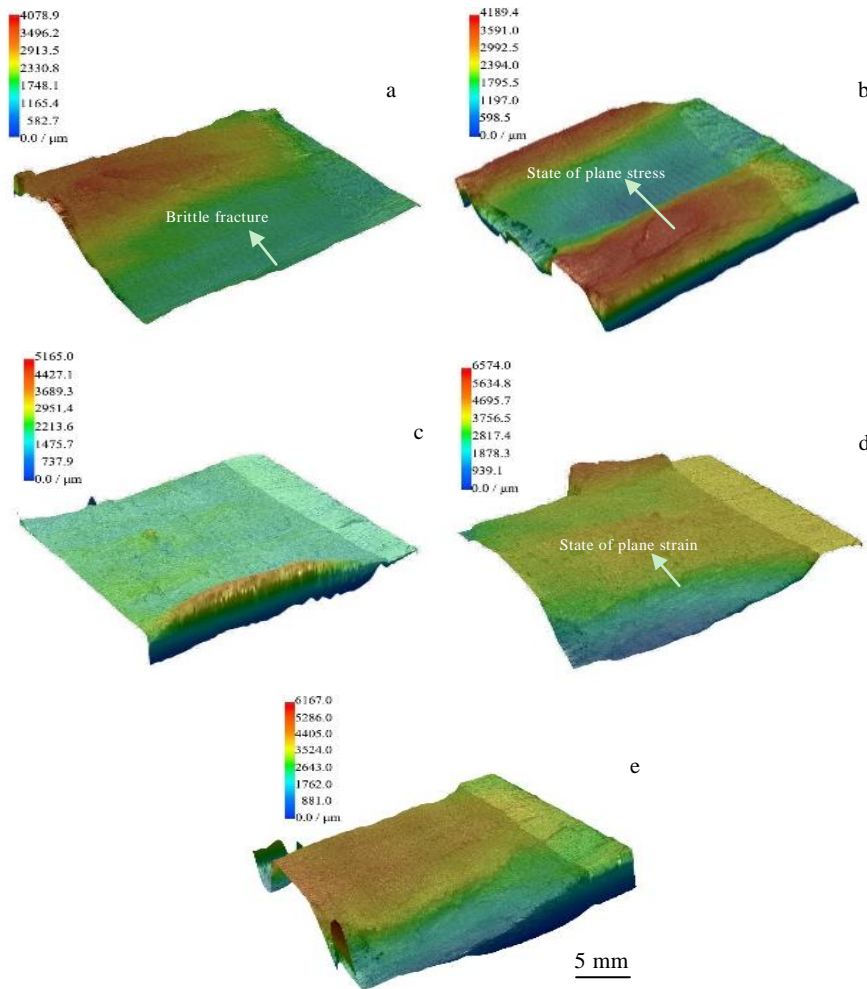 4078.9
3496.2
2913.5
2330.8
1748.1
1165.4
582.7
0.0 / μm
a
Brittle fracture
4189.4
3591.0
2992.5
2394.0
1795.5
1197.0
598.5
0.0 / μm
b
State of plane stress
5165.0
4427.1
3689.3
2951.4
2213.6
1475.7
737.9
0.0 / μm
c
6574.0
5634.8
4695.7
3756.5
2817.4
1878.3
939.1
0.0 / μm
d
State of plane strain
6167.0
5286.0
4405.0
3524.0
2643.0
1762.0
881.0
0.0 / μm
e
5 mm